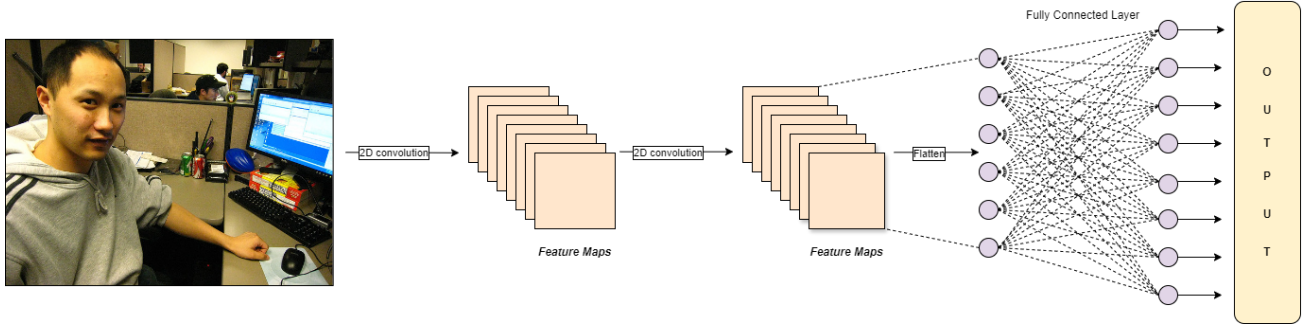 Fully Connected Layer
2D convolution
2D convolution
Flatten
Feature Maps
Feature Maps
O
U
T
P
U
T